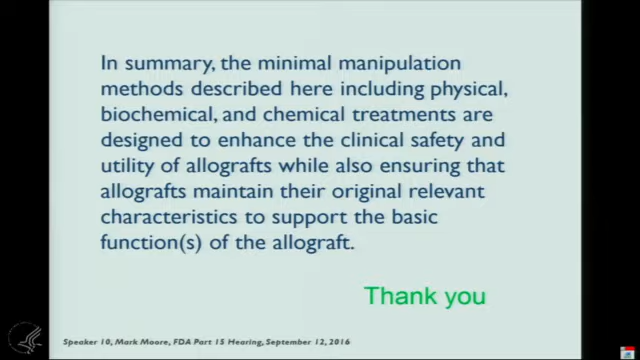 In summary, the minimal manipulation
methods described here including physical,
biochemical, and chemical treatments are
designed to enhance the clinical safety and
utility of allografts while also ensuring that
allografts maintain their original relevant
characteristics to support the basic
function(s) of the allograft.
Thank you
Speaker 10, Mark Moore, FDA Part 15 Hearing, September 12, 2016